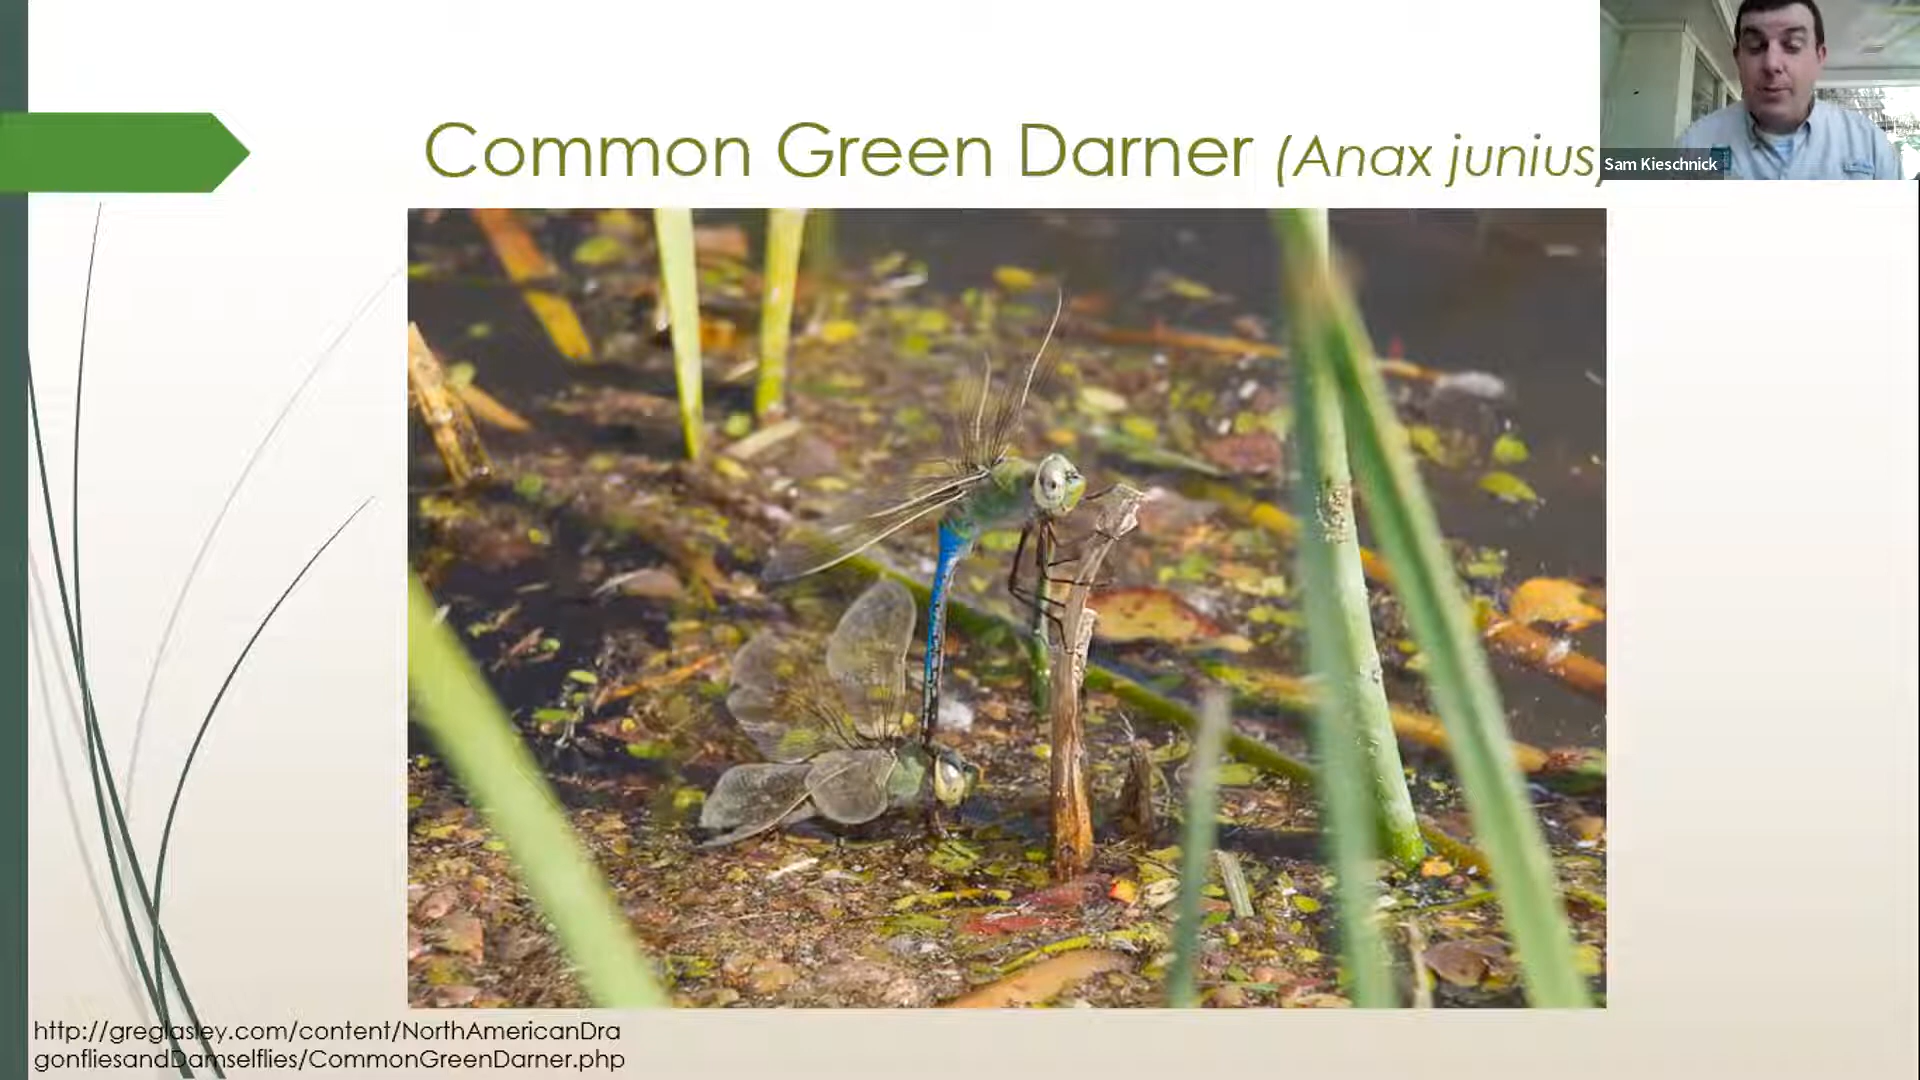 Common Green Darner (Anax junius)
Sam Kieschnick
http://greglasley.com/content/NorthAmericanDra
gonfliesandDamselflies/CommonGreenDarner.php